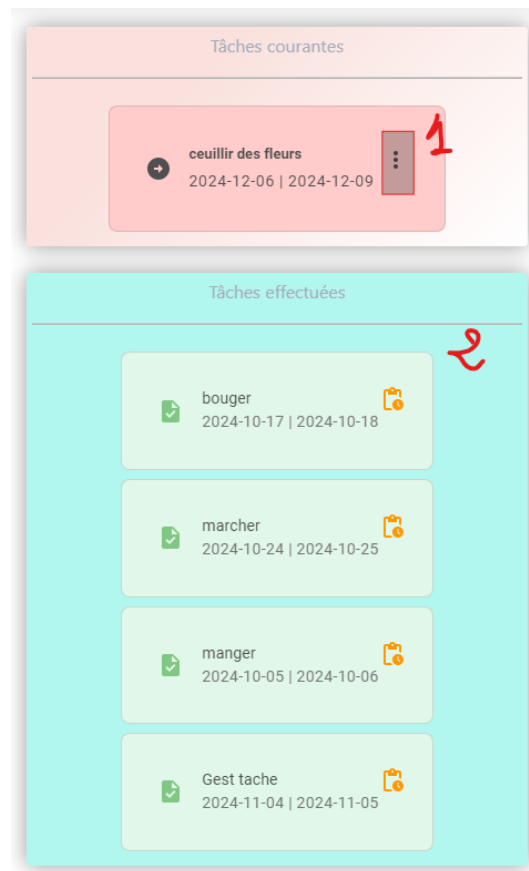 Tâches courantes
1
ceuillir des fleurs
2024-12-06 | 2024-12-09
Tâches effectuées
2
bouger
2024-10-17 | 2024-10-18
marcher
2024-10-24 | 2024-10-25
manger
2024-10-05 | 2024-10-06
Gest tache
2024-11-04 | 2024-11-05